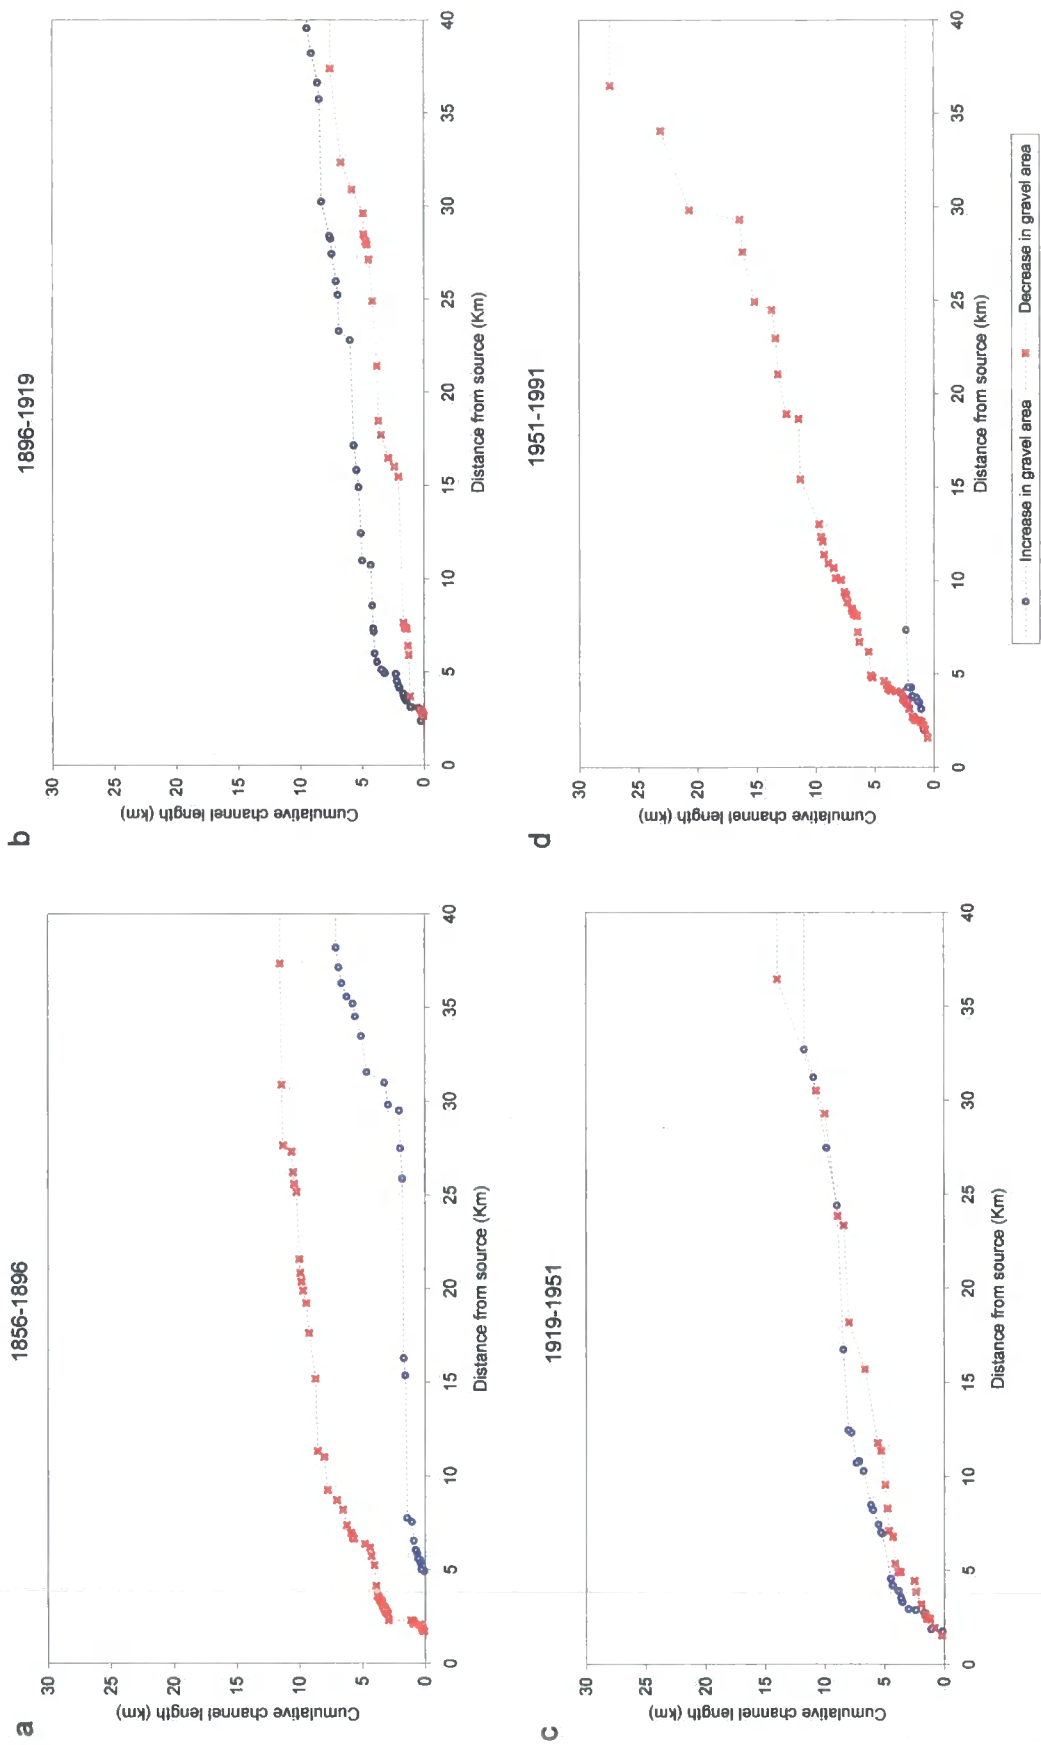 a
1856-1896
Cumulative channel length (km)
30
25
20
15
10
5
0
0 5 10 15 20 25 30 35 40
Distance from source (Km)
b
1896-1919
Cumulative channel length (km)
30
25
20
15
10
5
0
0 5 10 15 20 25 30 35 40
Distance from source (Km)
c
1919-1951
Cumulative channel length (km)
30
25
20
15
10
5
0
0 5 10 15 20 25 30 35 40
Distance from source (Km)
d
1951-1991
Cumulative channel length (km)
30
25
20
15
10
5
0
0 5 10 15 20 25 30 35 40
Distance from source (km)
Increase in gravel area
Decrease in gravel area